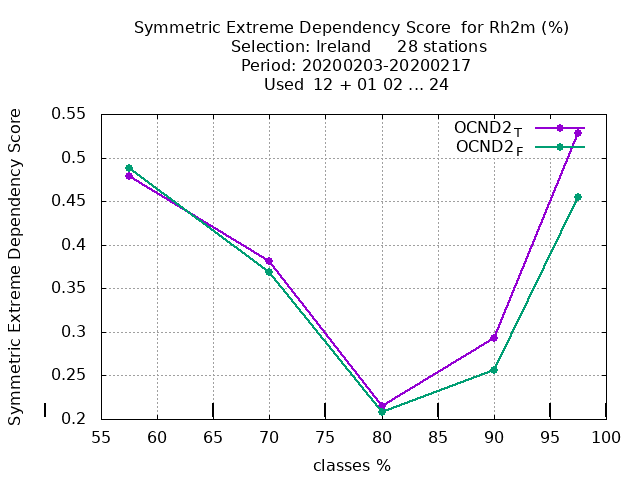 Symmetric Extreme Dependency Score  for Rh2m (%)
Selection: Ireland     28 stations
Period: 20200203-20200217
Used  12 + 01 02 ... 24
Symmetric Extreme Dependency Score
0.55
0.5
0.45
0.4
0.35
0.3
0.25
0.2
OCND2T
OCND2F
55 60 65 70 75 80 85 90 95 100
classes %